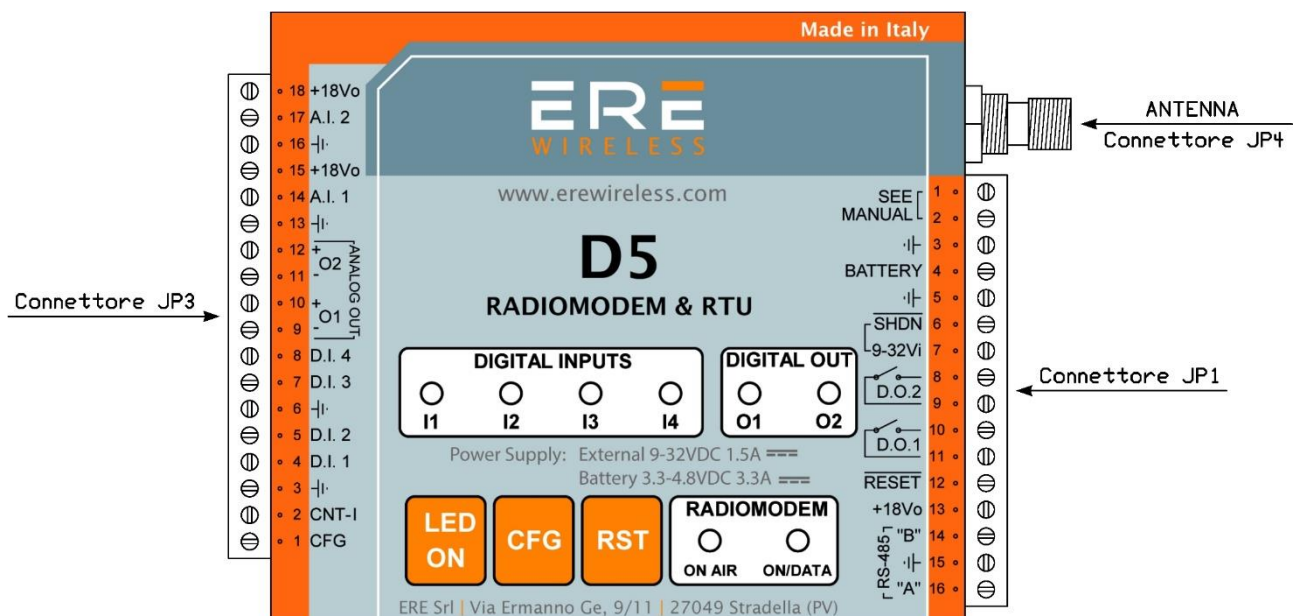 Made in Italy
ERE
WIRELESS
www.erewireless.com
D5
RADIOMODEM & RTU
18 +18Vo
17 A.I. 2
16
15 +18Vo
14 A.I. 1
13
12 +
O2
11 -
10 +
O1
9 -
ANALOG OUT
8 D.I. 4
7 D.I. 3
6
5 D.I. 2
4 D.I. 1
3
2 CNT-I
1 CFG
Connettore JP3
ANTENNA
Connettore JP4
SEE
MANUAL
1
2
3
BATTERY 4
5
SHDN 6
9-32Vi 7
8
D.O.2
9
10
D.O.1
11
RESET 12
+18Vo 13
"B" 14
15
"A" 16
RS-485
Connettore JP1
DIGITAL INPUTS
I1 I2 I3 I4
DIGITAL OUT
O1 O2
Power Supply: External 9-32VDC 1.5A
Battery 3.3-4.8VDC 3.3A
LED
ON
CFG
RST
RADIOMODEM
ON AIR ON/DATA
ERE Srl | Via Ermanno Ge, 9/11 | 27049 Stradella (PV)